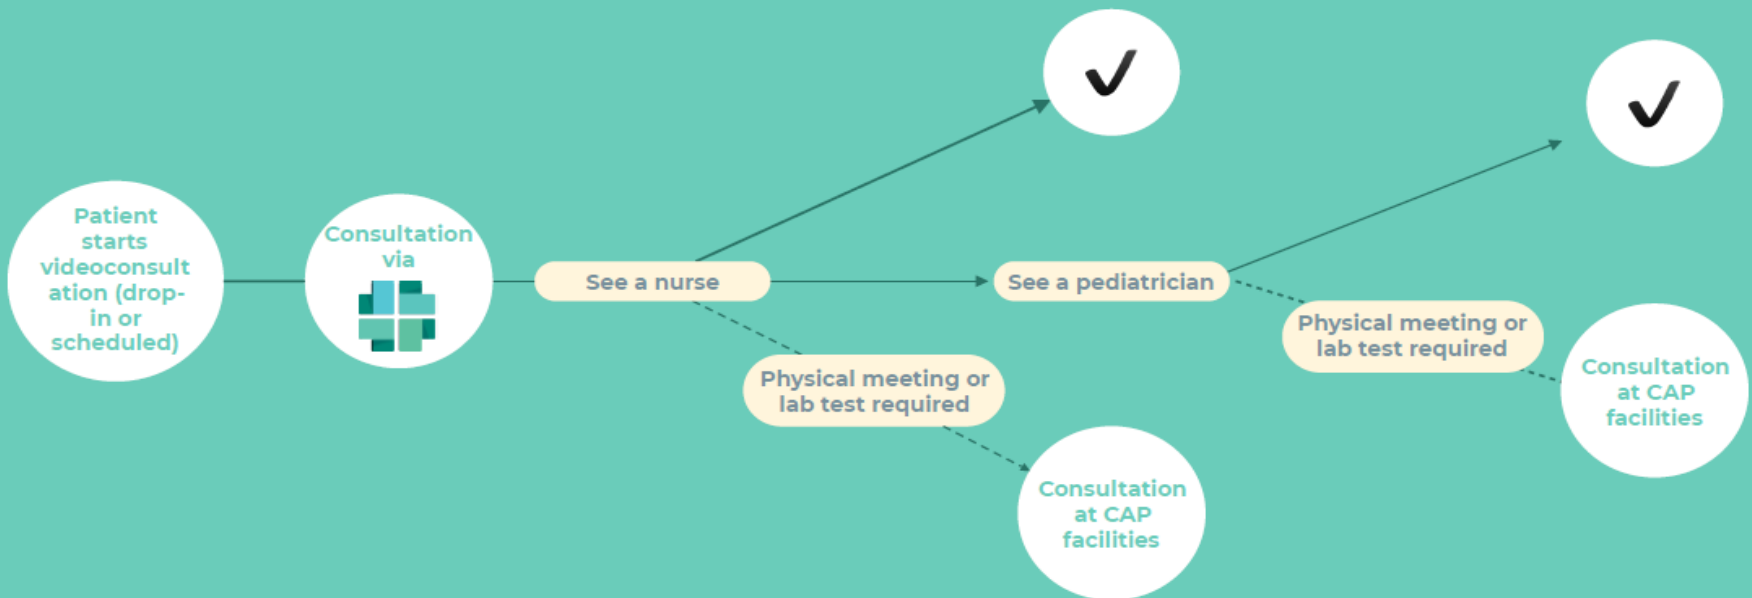 Patient
starts
videoconsult
ation (drop-
in or
scheduled)
Consultation
via
See a nurse
Physical meeting or
lab test required
Consultation
at CAP
facilities
See a pediatrician
Physical meeting or
lab test required
Consultation
at CAP
facilities